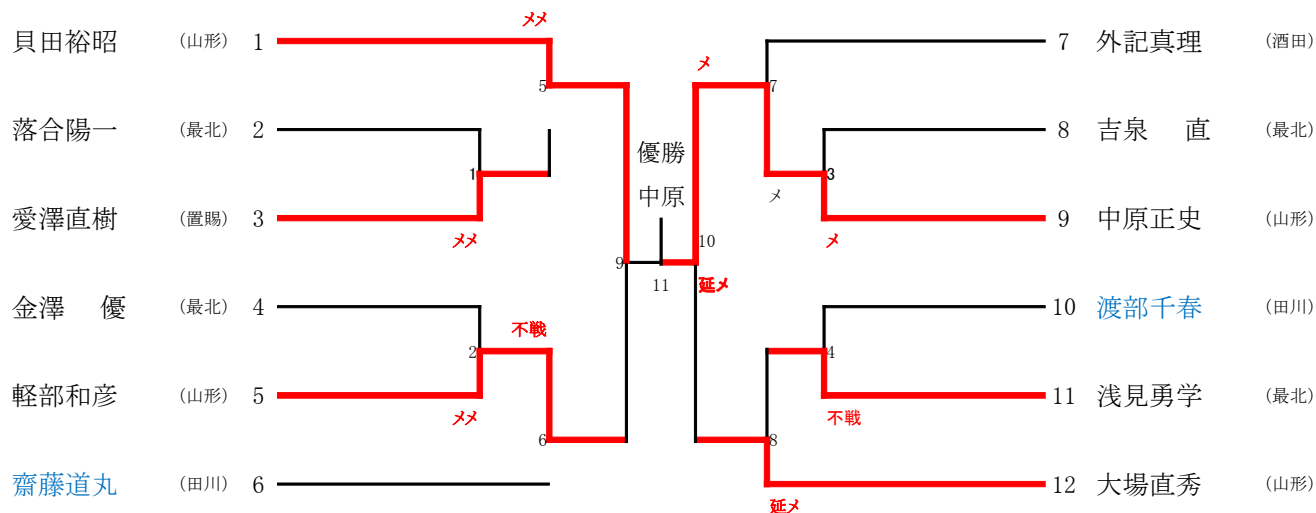 メメ
貝田裕昭 (山形) 1
5
落合陽一 (最北) 2
1
愛澤直樹 (置賜) 3
メメ
金澤 優 (最北) 4
不戦
2
軽部和彦 (山形) 5
メメ
6
齋藤道丸 (田川) 6
優勝
中原
9
11
10
延メ
メ
7 外記真理 (酒田)
7
8 吉泉 直 (最北)
3
メ
9 中原正史 (山形)
メ
10 渡部千春 (田川)
4
11 浅見勇学 (最北)
不戦
8
12 大場直秀 (山形)
延メ